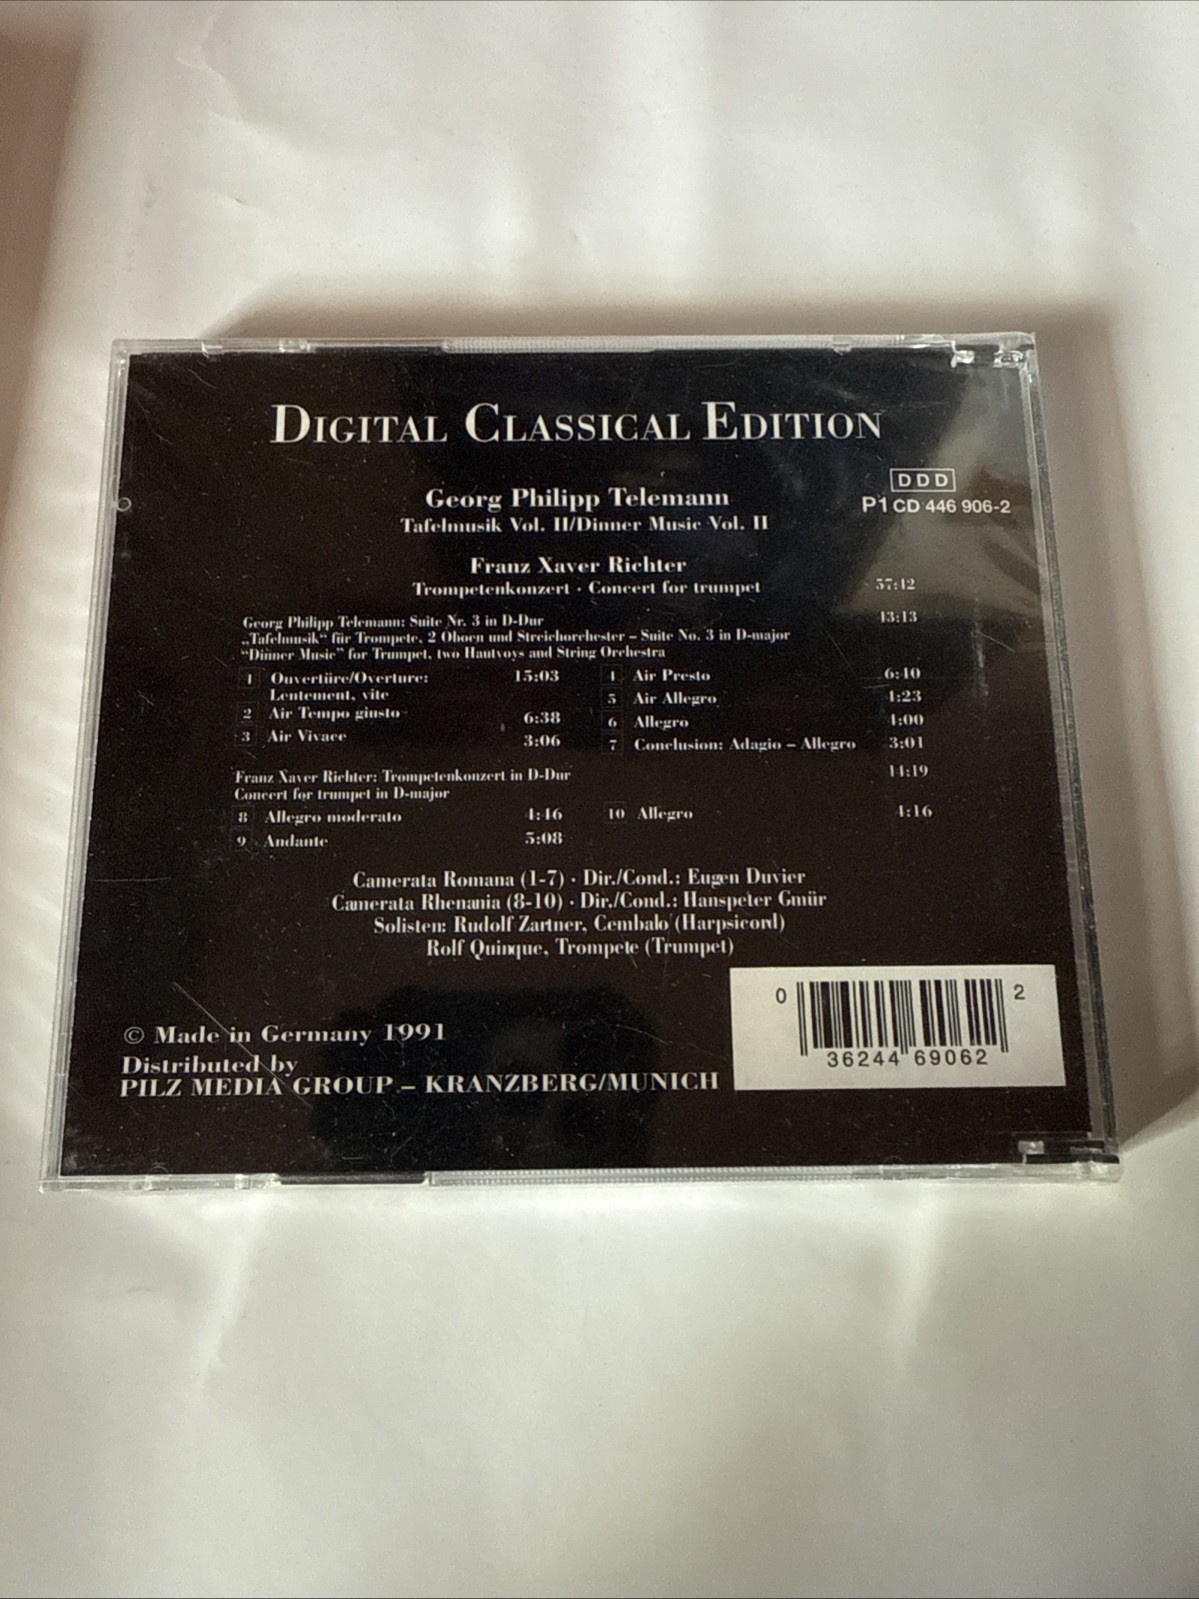 DIGITAL CLASSICAL EDITION
DDD
P1 CD 446 906-2
Georg Philipp Telemann
Tafelmusik Vol. II/Dinner Music Vol. II
Franz Xaver Richter
Trompetenkonzert · Concert for trumpet 57:42
Georg Philipp Telemann: Suite Nr. 3 in D-Dur 43:13
„Tafelmusik“ für Trompete, 2 Oboen und Streichorchester – Suite No. 3 in D-major
“Dinner Music” for Trumpet, two Hautvoys and String Orchestra
1 Ouvertüre/Overture: 15:03
Lentement, vite
2 Air Tempo giusto 6:38
3 Air Vivace 3:06
4 Air Presto 6:40
5 Air Allegro 4:23
6 Allegro 4:00
7 Conclusion: Adagio – Allegro 3:01
Franz Xaver Richter: Trompetenkonzert in D-Dur 14:19
Concert for trumpet in D-major
8 Allegro moderato 4:46
9 Andante 5:08
10 Allegro 4:16
Camerata Romana (1-7) · Dir./Cond.: Eugen Duvier
Camerata Rhenania (8-10) · Dir./Cond.: Hanspeter Gmür
Solisten: Rudolf Zartner, Cembalo (Harpsicord)
Rolf Quinque, Trompete (Trumpet)
© Made in Germany 1991
Distributed by
PILZ MEDIA GROUP – KRANZBERG/MUNICH
0 36244 69062 2